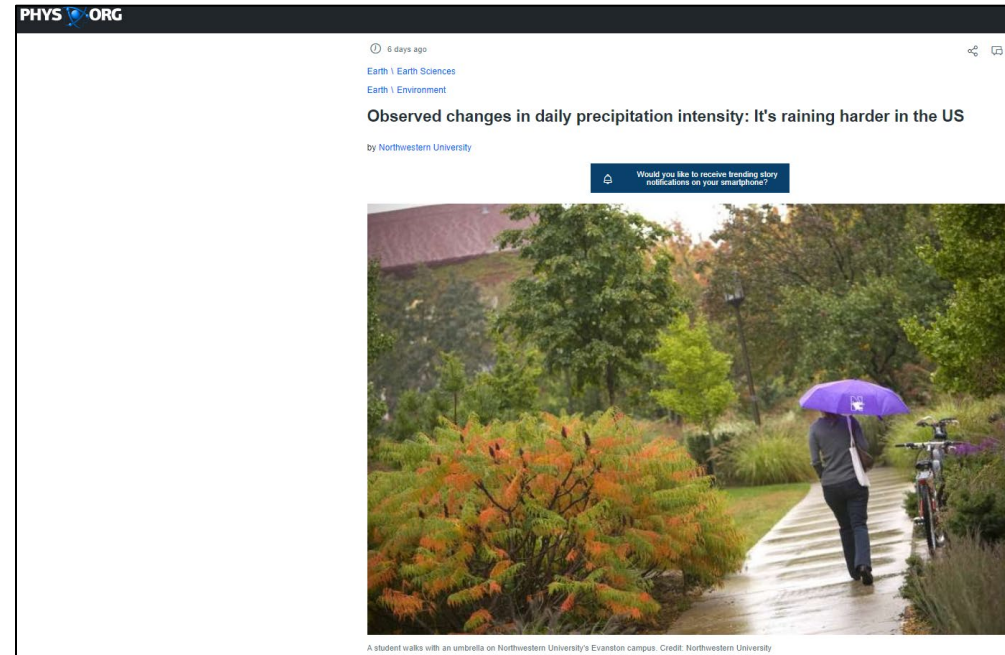 PHYS ORG
6 days ago
Earth \ Earth Sciences
Earth \ Environment
Observed changes in daily precipitation intensity: It's raining harder in the US
by Northwestern University
Would you like to receive trending story
notifications on your smartphone?
N
A student walks with an umbrella on Northwestern University's Evanston campus. Credit: Northwestern University